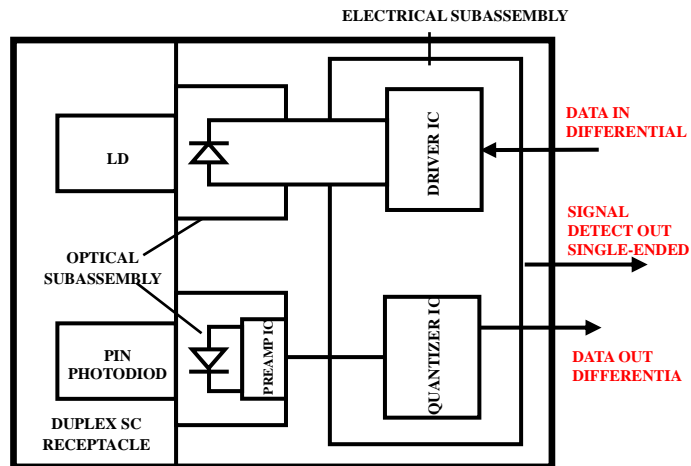 ELECTRICAL SUBASSEMBLY
DATA IN
DIFFERENTIAL
LD
DRIVER IC
SIGNAL
DETECT OUT
SINGLE-ENDED
OPTICAL
SUBASSEMBLY
PIN
PHOTODIOD
PREAMP IC
QUANTIZER IC
DATA OUT
DIFFERENTIA
DUPLEX SC
RECEPTACLE